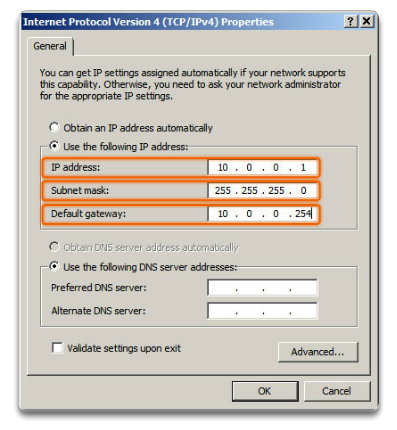 Internet Protocol Version 4 (TCP/IPv4) Properties
General
You can get IP settings assigned automatically if your network supports
this capability. Otherwise, you need to ask your network administrator
for the appropriate IP settings.
Obtain an IP address automatically
Use the following IP address:
IP address: 10 . 0 . 0 . 1
Subnet mask: 255 . 255 . 255 . 0
Default gateway: 10 . 0 . 0 . 254
Obtain DNS server address automatically
Use the following DNS server addresses:
Preferred DNS server: . . .
Alternate DNS server: . . .
Validate settings upon exit
Advanced...
OK Cancel